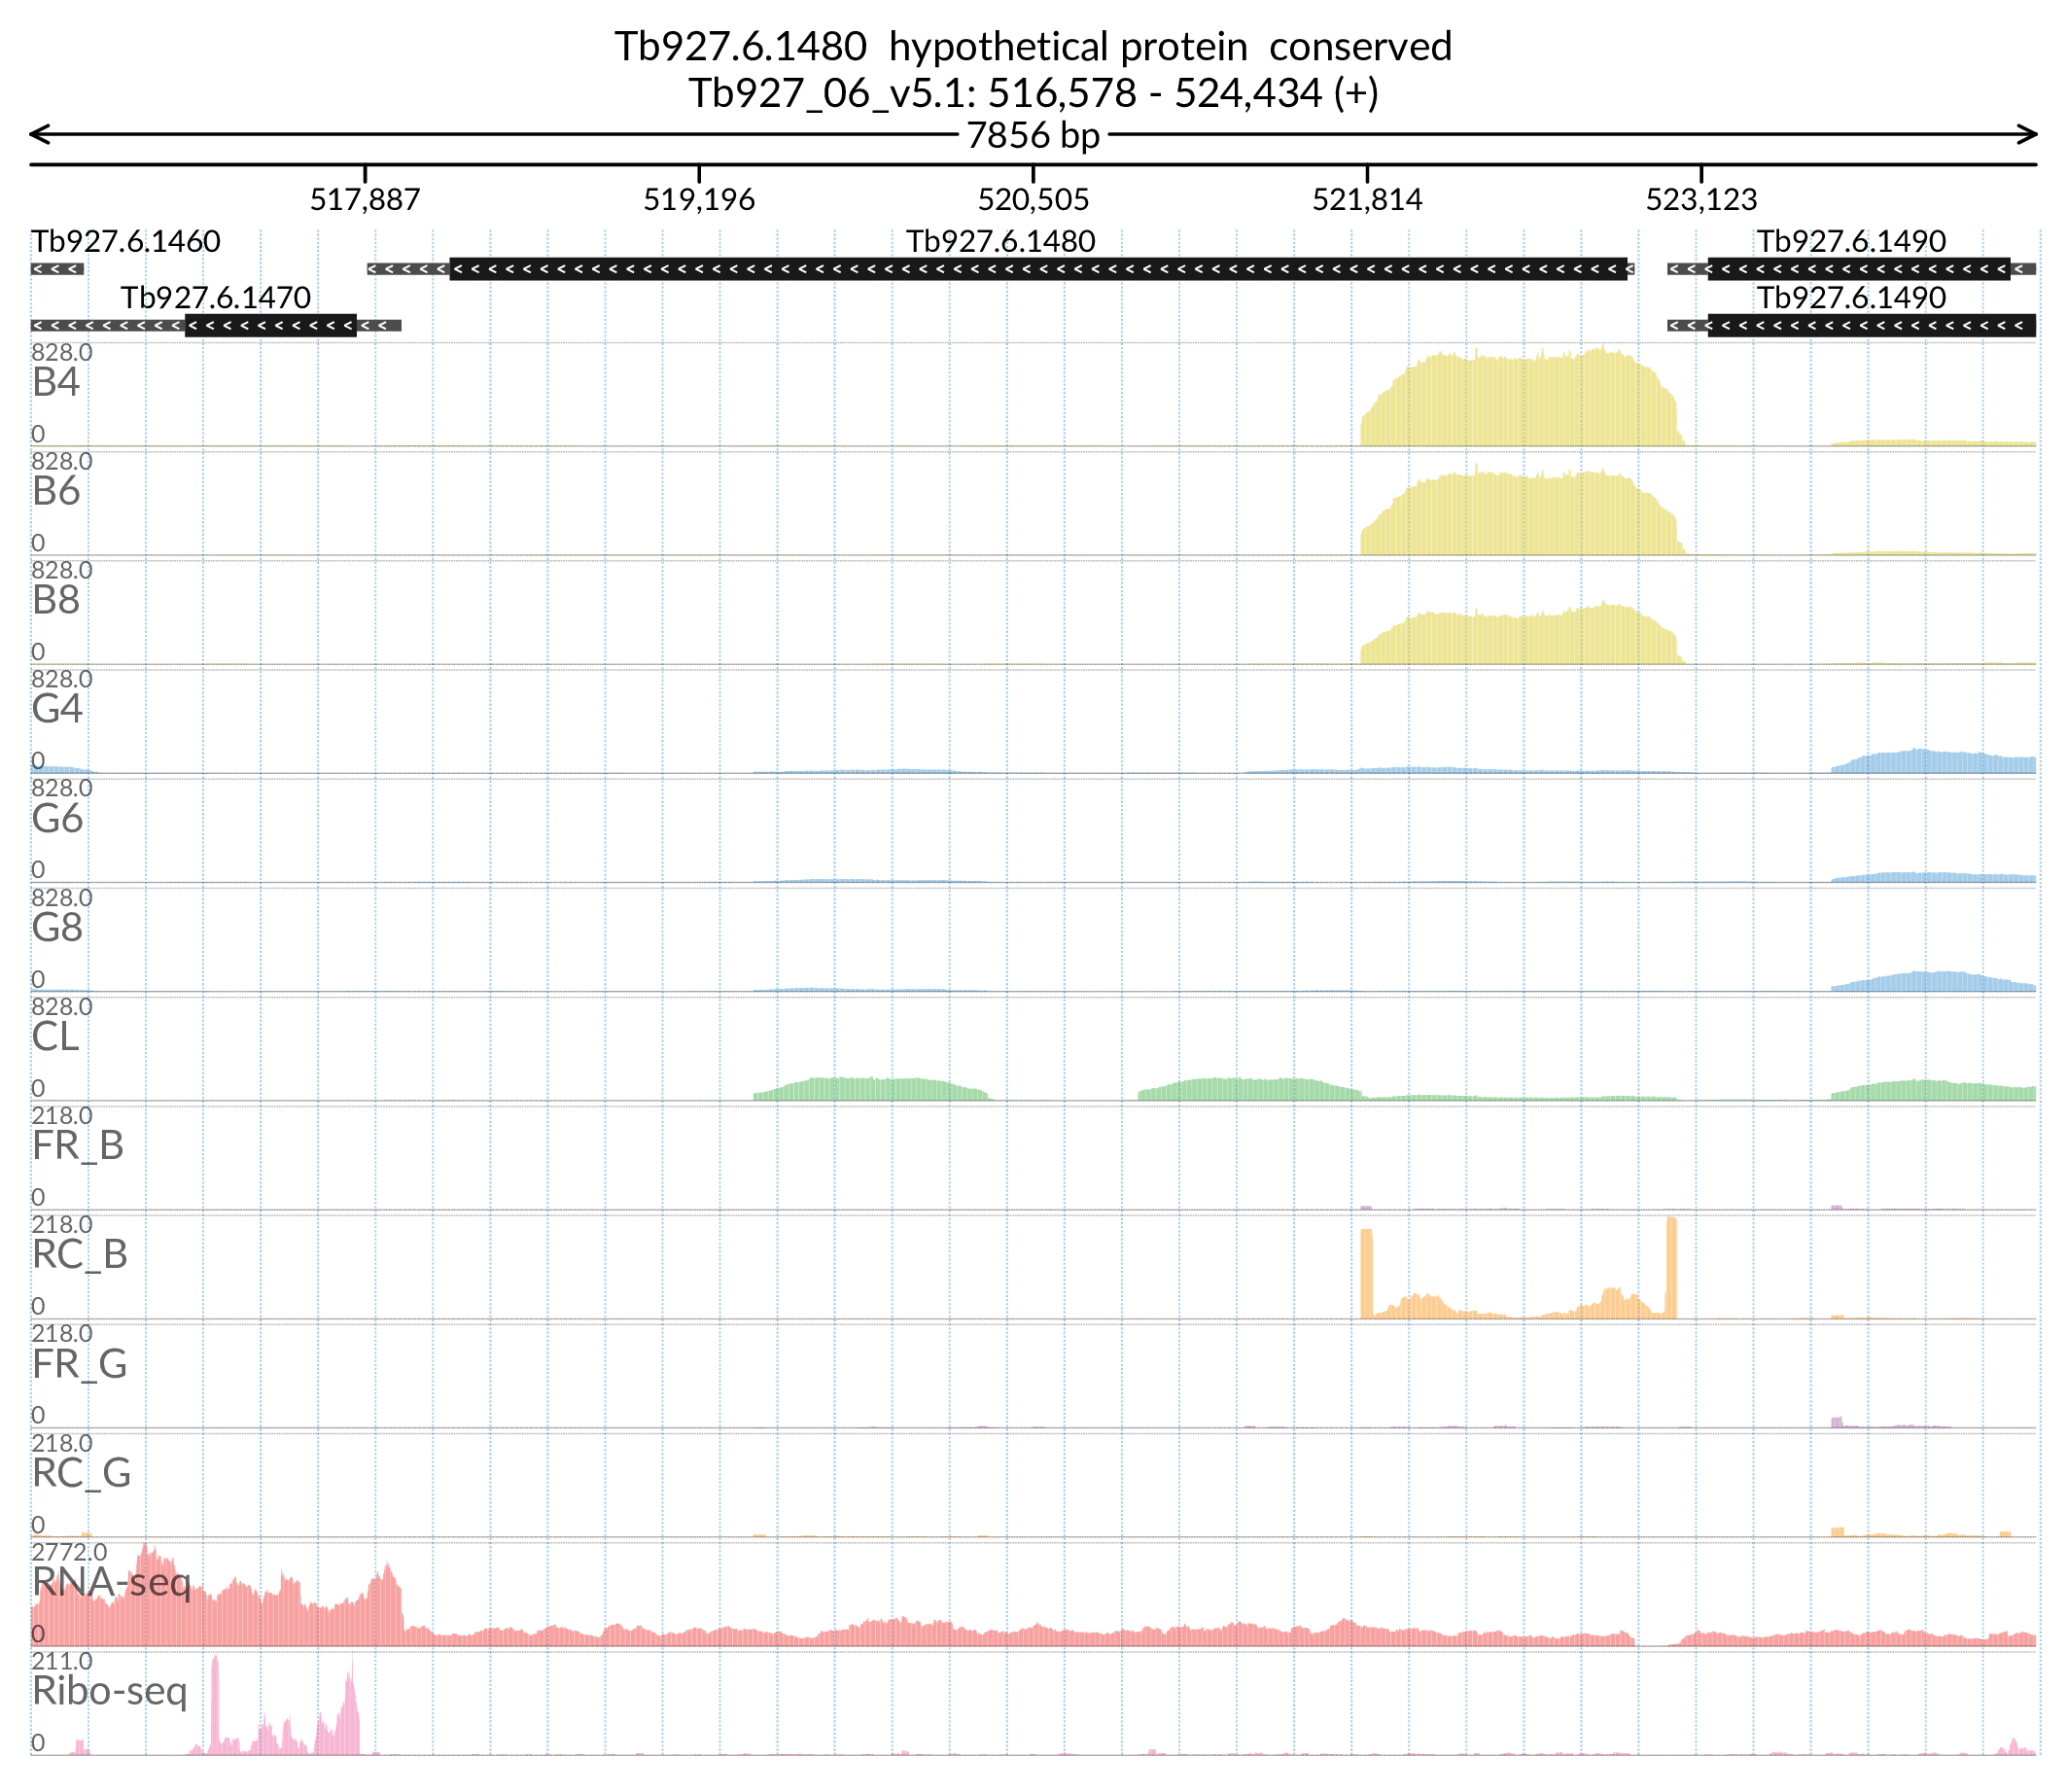 Tb927.6.1480  hypothetical protein  conserved
Tb927_06_v5.1: 516,578 - 524,434 (+)
7856 bp
517,887 519,196 520,505 521,814 523,123
Tb927.6.1460 Tb927.6.1480 Tb927.6.1490
Tb927.6.1470 Tb927.6.1490
828.0
B4
0
828.0
B6
0
828.0
B8
0
828.0
G4
0
828.0
G6
0
828.0
G8
0
828.0
CL
0
218.0
FR_B
0
218.0
RC_B
0
218.0
FR_G
0
218.0
RC_G
0
2772.0
RNA-seq
0
211.0
Ribo-seq
0